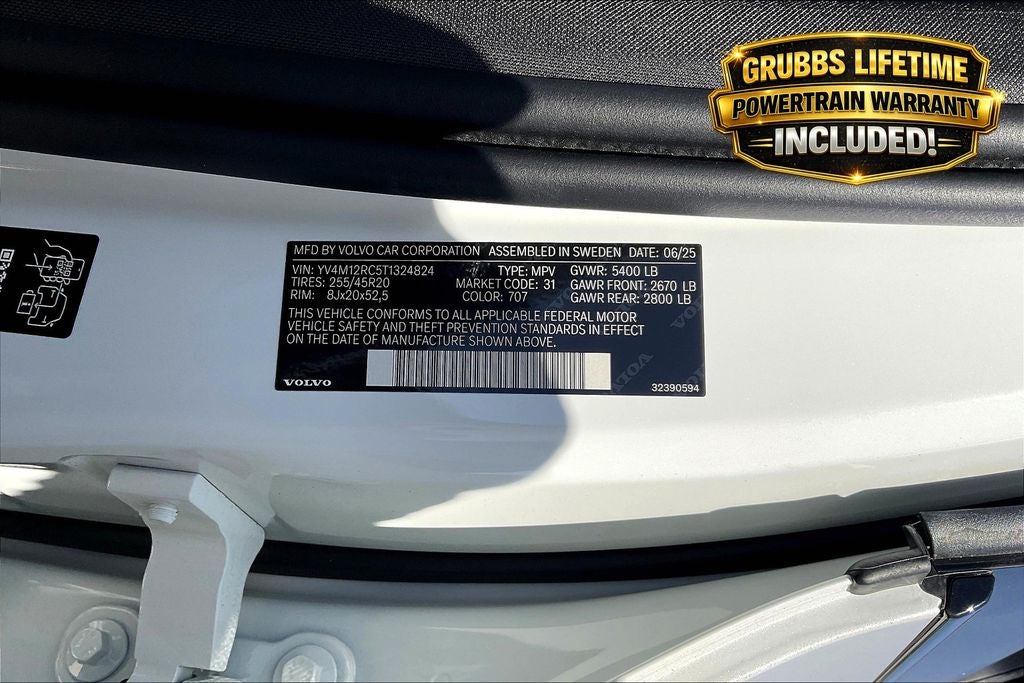 GRUBBS LIFETIME
POWERTRAIN WARRANTY
INCLUDED!
MFD BY VOLVO CAR CORPORATION ASSEMBLED IN SWEDEN DATE: 06/25
VIN: YV4M12RC5T1324824 TYPE: MPV GVWR: 5400 LB
TIRES: 255/45R20 MARKET CODE: 31 GAWR FRONT: 2670 LB
RIM: 8Jx20x52,5 COLOR: 707 GAWR REAR: 2800 LB
THIS VEHICLE CONFORMS TO ALL APPLICABLE FEDERAL MOTOR
VEHICLE SAFETY AND THEFT PREVENTION STANDARDS IN EFFECT
ON THE DATE OF MANUFACTURE SHOWN ABOVE.
VOLVO 32390594